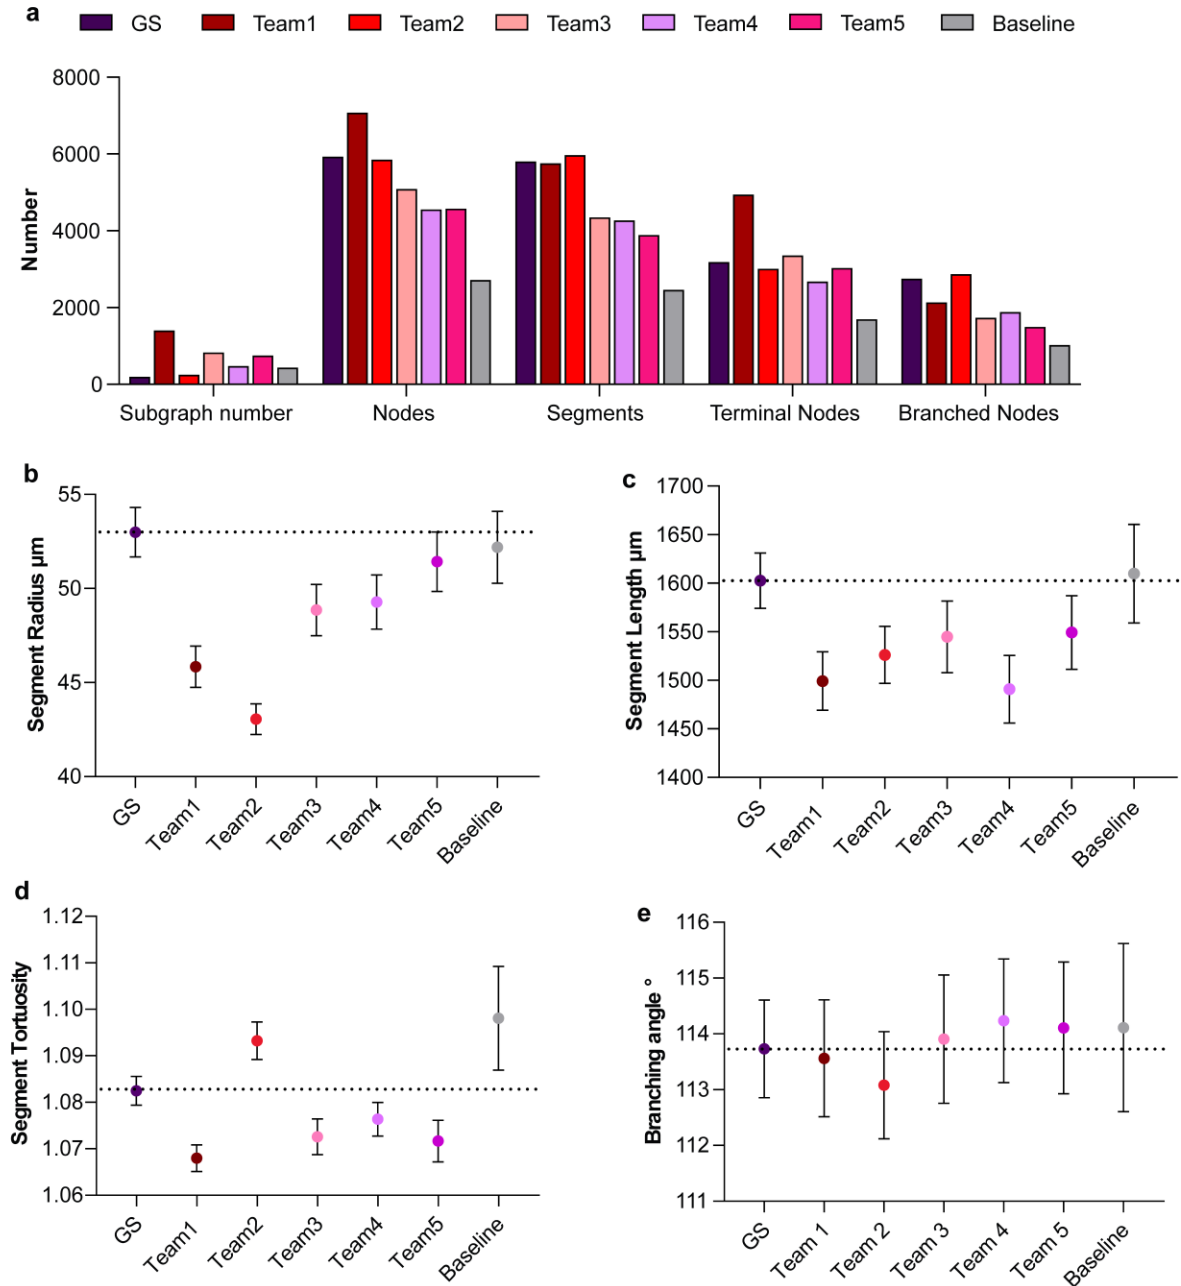 a
GS Team1 Team2 Team3 Team4 Team5 Baseline
Number
8000
6000
4000
2000
0
Subgraph number Nodes Segments Terminal Nodes Branched Nodes
b
Segment Radius µm
55
50
45
40
GS Team1 Team2 Team3 Team4 Team5 Baseline
c
Segment Length µm
1700
1650
1600
1550
1500
1450
1400
GS Team1 Team2 Team3 Team4 Team5 Baseline
d
Segment Tortuosity
1.12
1.11
1.10
1.09
1.08
1.07
1.06
GS Team1 Team2 Team3 Team4 Team5 Baseline
e
Branching angle °
116
115
114
113
112
111
GS Team 1 Team 2 Team 3 Team 4 Team 5 Baseline